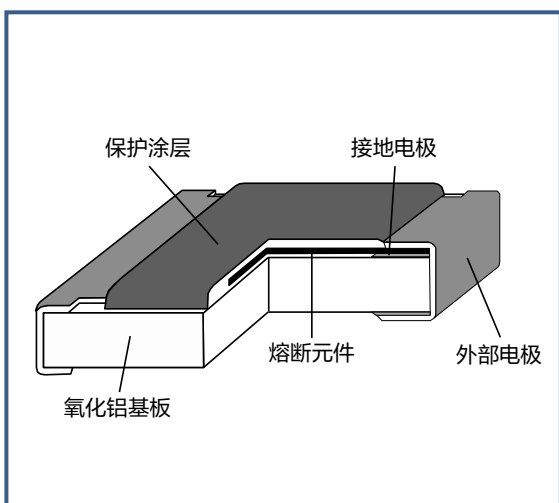 保护涂层
接地电极
熔断元件
外部电极
氧化铝基板